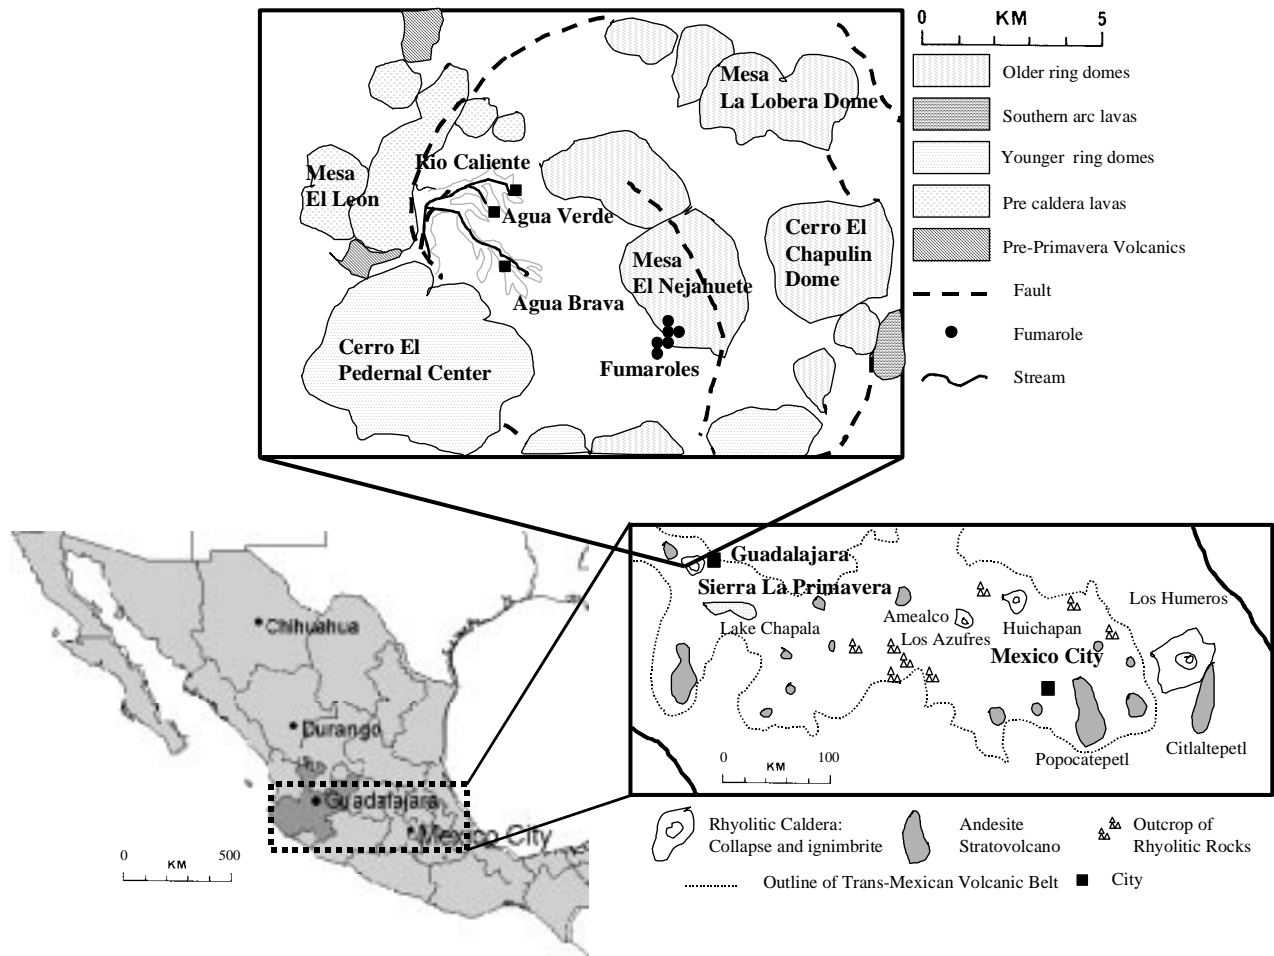 0 KM 5
Older ring domes
Southern arc lavas
Younger ring domes
Pre caldera lavas
Pre-Primavera Volcanics
Fault
Fumarole
Stream
Mesa
La Lobera Dome
Rio Caliente
Mesa
El Leon
Agua Verde
Cerro El
Chapulin
Dome
Mesa
El Nejahuete
Agua Brava
Cerro El
Pedernal Center
Fumaroles
Chihuahua
Durango
Guadalajara
Mexico City
0 KM 500
Guadalajara
Sierra La Primavera
Lake Chapala
Amealco
Los Azufres
Huichapan
Los Humeros
Mexico City
Popocatepetl
Citlaltepetl
0 KM 100
Rhyolitic Caldera:
Collapse and ignimbrite
Andesite
Stratovolcano
Outcrop of
Rhyolitic Rocks
Outline of Trans-Mexican Volcanic Belt
City